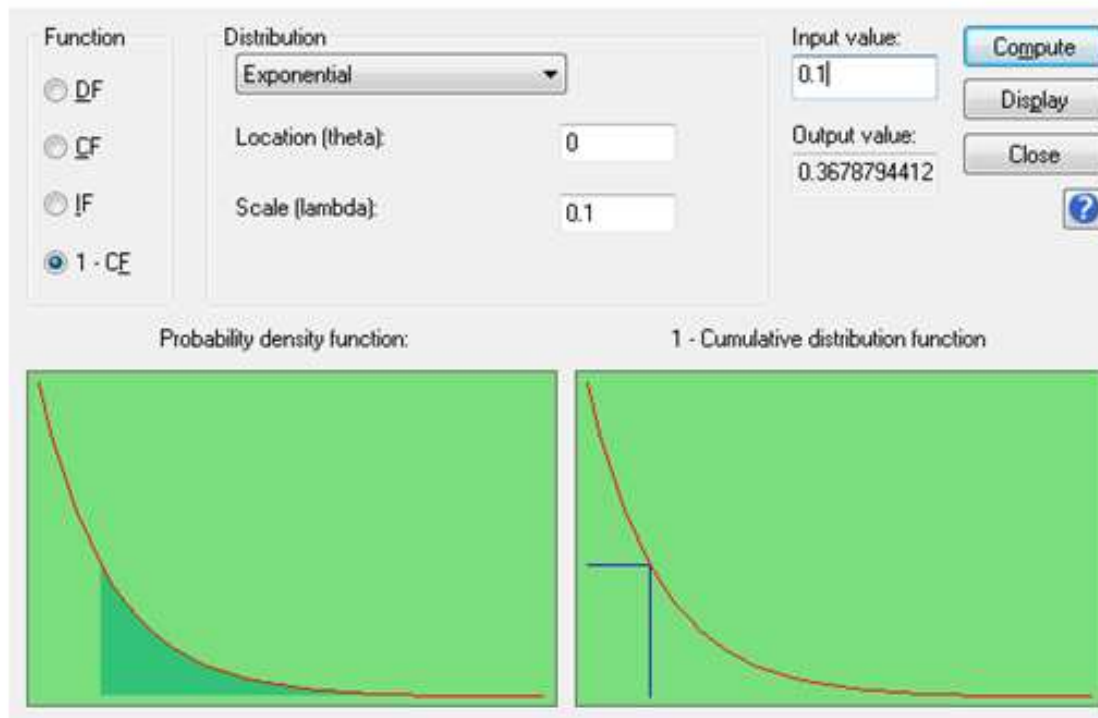 Function
DF
CF
IF
1 - CF
Distribution
Exponential
Location (theta):
0
Scale (lambda):
0.1
Input value:
0.1
Output value:
0.3678794412
Compute
Display
Close
?
Probability density function:
1 - Cumulative distribution function